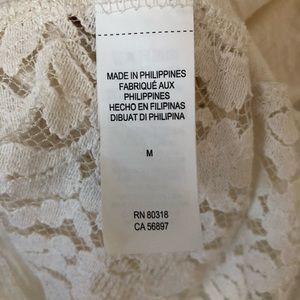 MADE IN PHILIPPINES
FABRIQUÉ AUX
PHILIPPINES
HECHO EN FILIPINAS
DIBUAT DI PHILIPINA
M
RN 80318
CA 56897